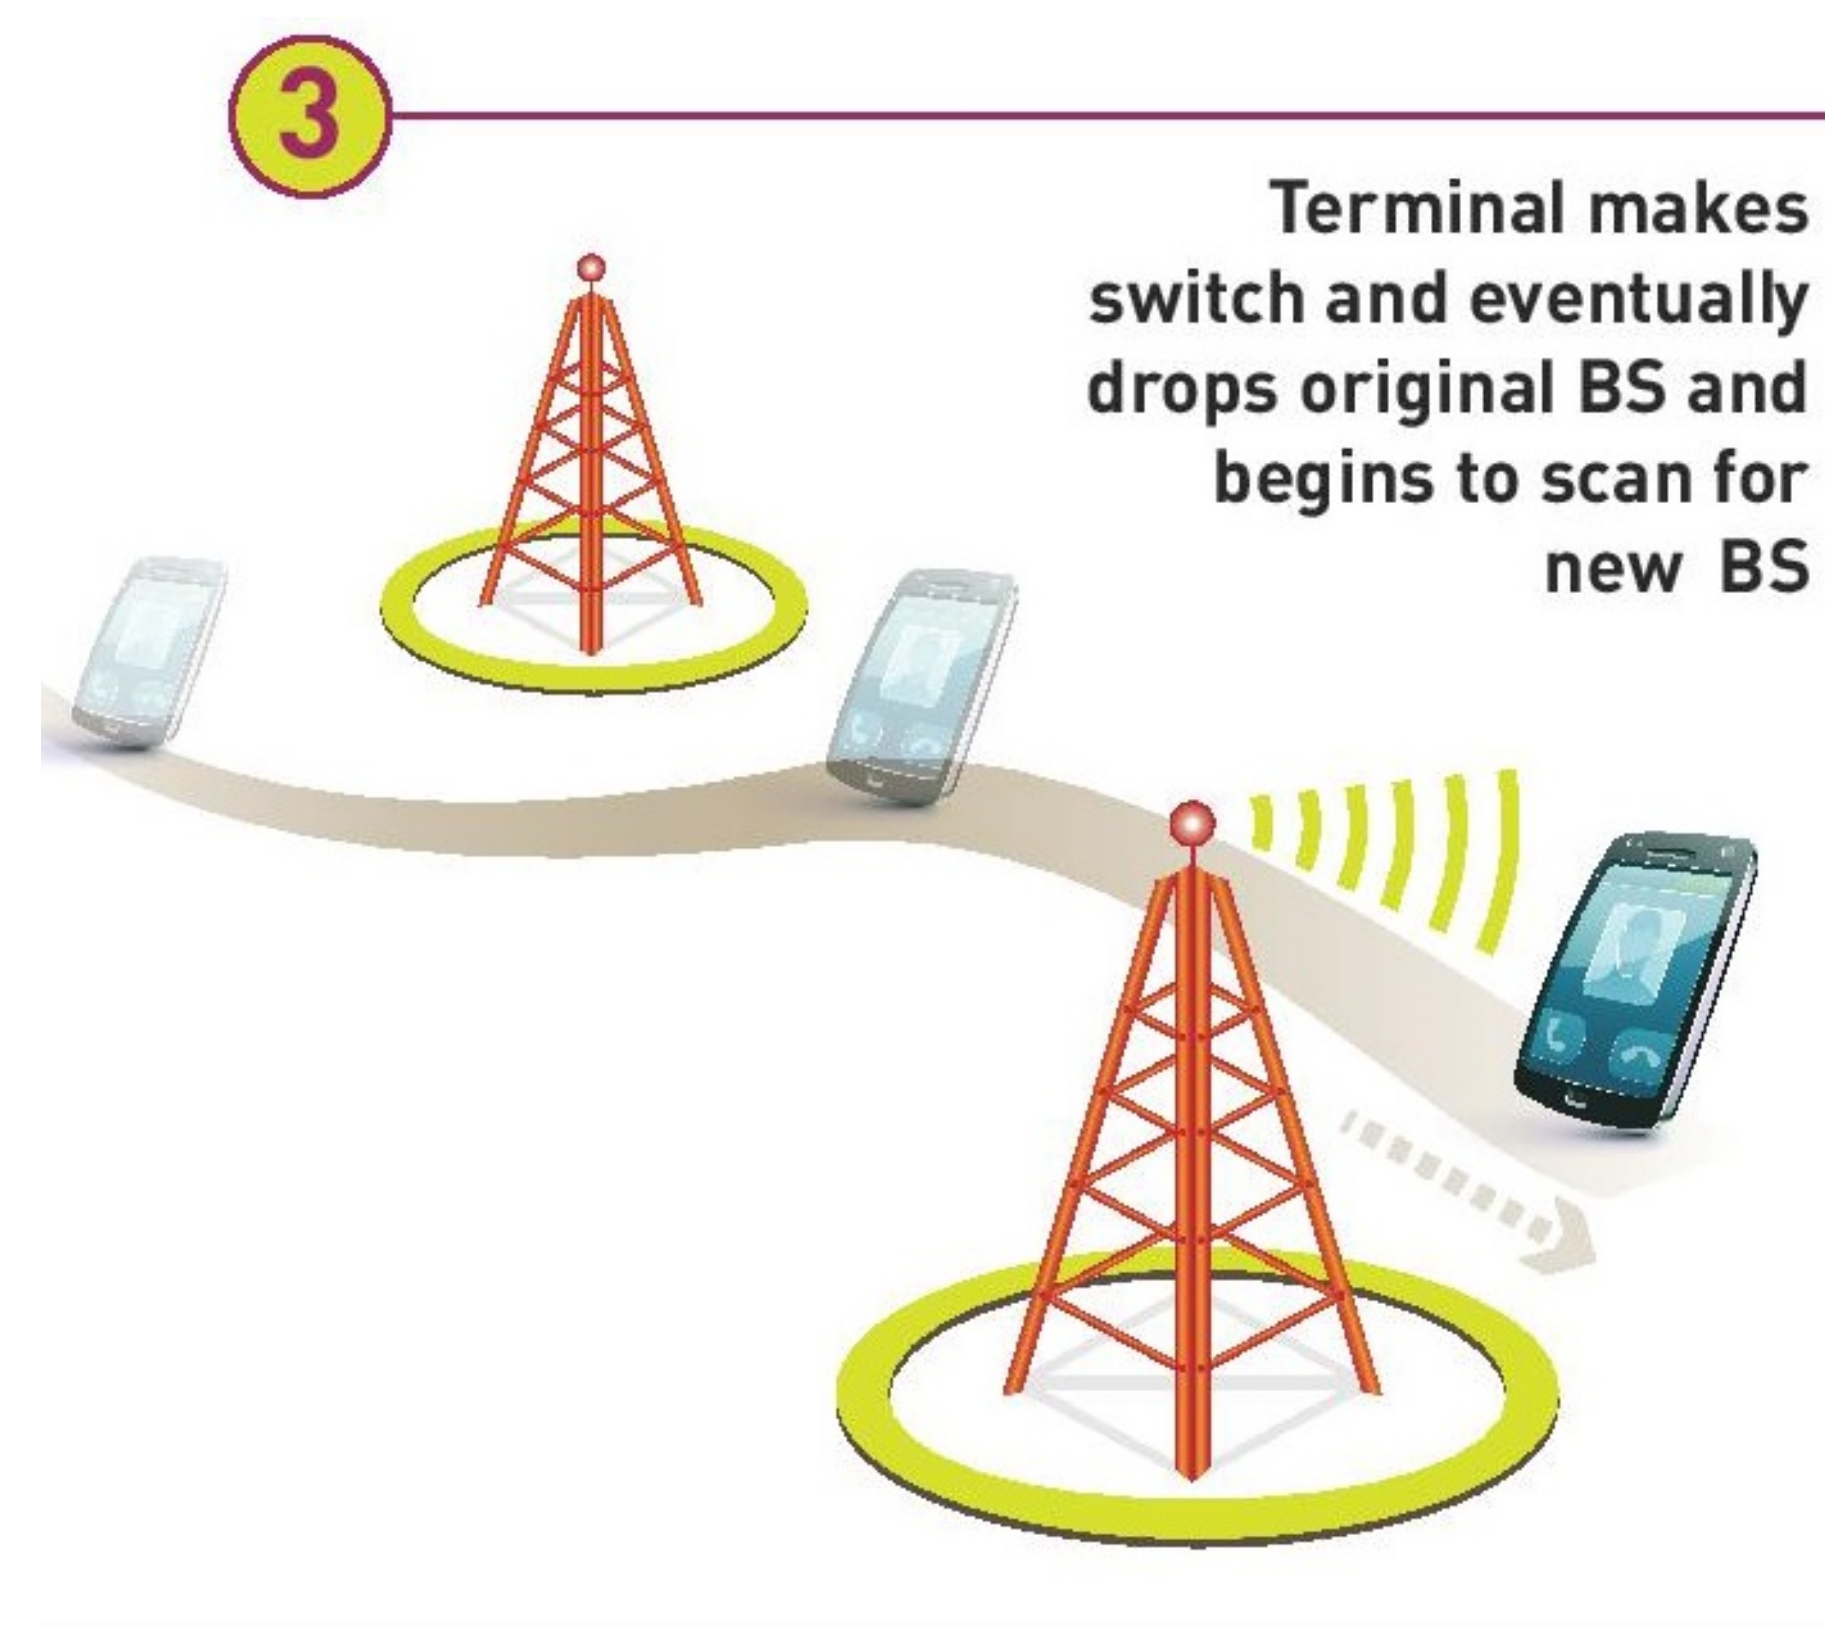 3
Terminal makes
switch and eventually
drops original BS and
begins to scan for
new BS